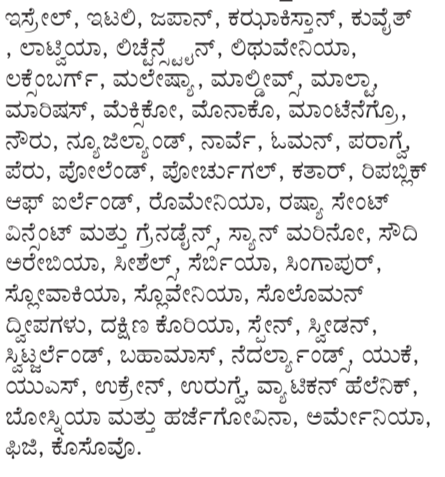 ಇಸ್ರೇಲ್, ಇಟಲಿ, ಜಪಾನ್, ಕಝಾಕಿಸ್ತಾನ್, ಕುವೈತ್
, ಲಾಟ್ವಿಯಾ, ಲಿಚ್ಟೆನ್ಸ್ಟೈನ್, ಲಿಥುವೇನಿಯಾ,
ಲಕ್ಸೆಂಬರ್ಗ್, ಮಲೇಷ್ಯಾ, ಮಾಲ್ಡೀವ್ಸ್, ಮಾಲ್ಟಾ,
ಮಾರಿಷಸ್, ಮೆಕ್ಸಿಕೋ, ಮೊನಾಕೊ, ಮಾಂಟೆನೆಗ್ರೊ,
ನೌರು, ನ್ಯೂಜಿಲ್ಯಾಂಡ್, ನಾರ್ವೆ, ಓಮನ್, ಪರಾಗ್ವೆ,
ಪೆರು, ಪೋಲೆಂಡ್, ಪೋರ್ಚುಗಲ್, ಕತಾರ್, ರಿಪಬ್ಲಿಕ್
ಆಫ್ ಐರ್ಲೆಂಡ್, ರೊಮೇನಿಯಾ, ರಷ್ಯಾ ಸೇಂಟ್
ವಿನ್ಸೆಂಟ್ ಮತ್ತು ಗ್ರೆನಡೈನ್ಸ್, ಸ್ಯಾನ್ ಮರಿನೋ, ಸೌದಿ
ಅರೇಬಿಯಾ, ಸೀಶೆಲ್ಸ್, ಸೆರ್ಬಿಯಾ, ಸಿಂಗಾಪುರ್,
ಸ್ಲೋವಾಕಿಯಾ, ಸ್ಲೊವೇನಿಯಾ, ಸೊಲೊಮನ್
ದ್ವೀಪಗಳು, ದಕ್ಷಿಣ ಕೊರಿಯಾ, ಸ್ಪೇನ್, ಸ್ವೀಡನ್,
ಸ್ವಿಟ್ಜರ್ಲೆಂಡ್, ಬಹಾಮಾಸ್, ನೆದರ್ಲ್ಯಾಂಡ್ಸ್, ಯುಕೆ,
ಯುಎಸ್, ಉಕ್ರೇನ್, ಉರುಗ್ವೆ, ವ್ಯಾಟಿಕನ್ ಹೆಲೆನಿಕ್,
ಬೋಸ್ನಿಯಾ ಮತ್ತು ಹರ್ಜೆಗೋವಿನಾ, ಅರ್ಮೇನಿಯಾ,
ಫಿಜಿ, ಕೊಸೊವೊ.